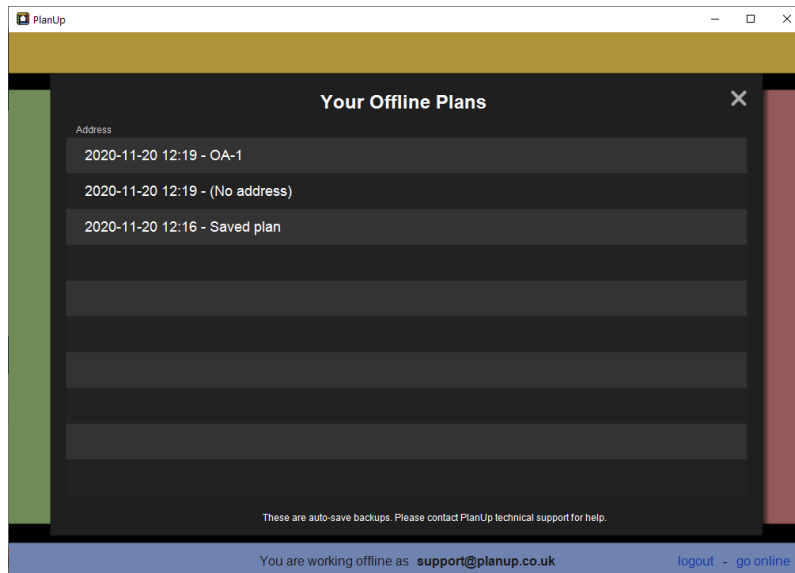 PlanUp
Your Offline Plans
Address
2020-11-20 12:19 - OA-1
2020-11-20 12:19 - (No address)
2020-11-20 12:16 - Saved plan
These are auto-save backups. Please contact PlanUp technical support for help.
You are working offline as support@planup.co.uk logout - go online